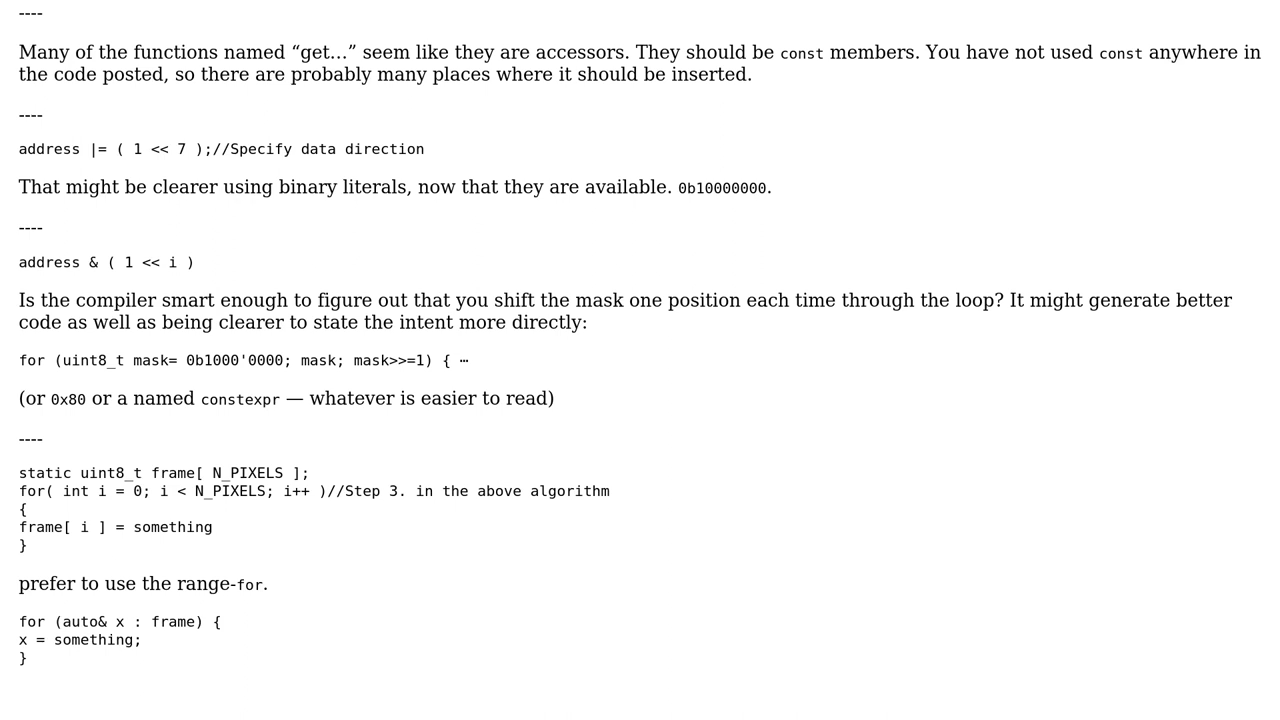 ----
Many of the functions named “get…” seem like they are accessors. They should be const members. You have not used const anywhere in
the code posted, so there are probably many places where it should be inserted.
----
address |= ( 1 << 7 );//Specify data direction
That might be clearer using binary literals, now that they are available. 0b10000000.
----
address & ( 1 << i )
Is the compiler smart enough to figure out that you shift the mask one position each time through the loop? It might generate better
code as well as being clearer to state the intent more directly:
for (uint8_t mask= 0b1000'0000; mask; mask>>=1) { ⋯
(or 0x80 or a named constexpr — whatever is easier to read)
----
static uint8_t frame[ N_PIXELS ];
for( int i = 0; i < N_PIXELS; i++ )//Step 3. in the above algorithm
{
frame[ i ] = something
}
prefer to use the range-for.
for (auto& x : frame) {
x = something;
}